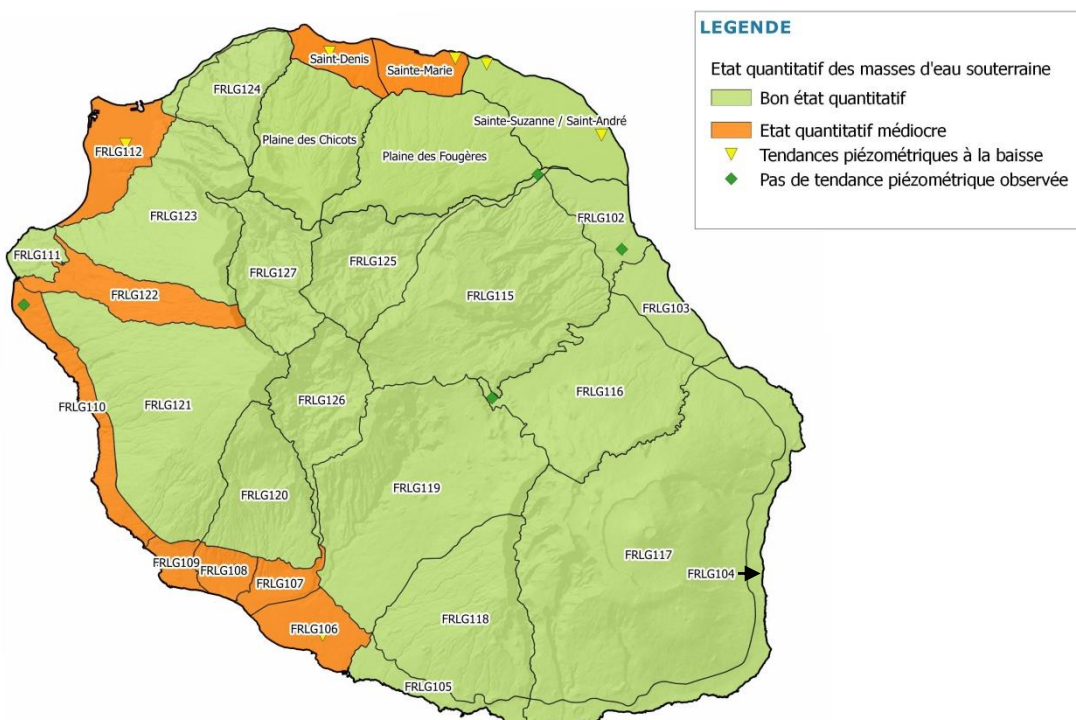 LEGENDE
Etat quantitatif des masses d'eau souterraine
Bon état quantitatif
Etat quantitatif médiocre
Tendances piézométriques à la baisse
Pas de tendance piézométrique observée
Saint-Denis
Sainte-Marie
FRLG124
Sainte-Suzanne / Saint-André
Plaine des Chicots
FRLG112
Plaine des Fougères
FRLG123
FRLG102
FRLG111
FRLG127
FRLG125
FRLG122
FRLG115
FRLG103
FRLG116
FRLG126
FRLG110
FRLG121
FRLG119
FRLG120
FRLG117
FRLG109
FRLG108
FRLG104
FRLG107
FRLG118
FRLG106
FRLG105